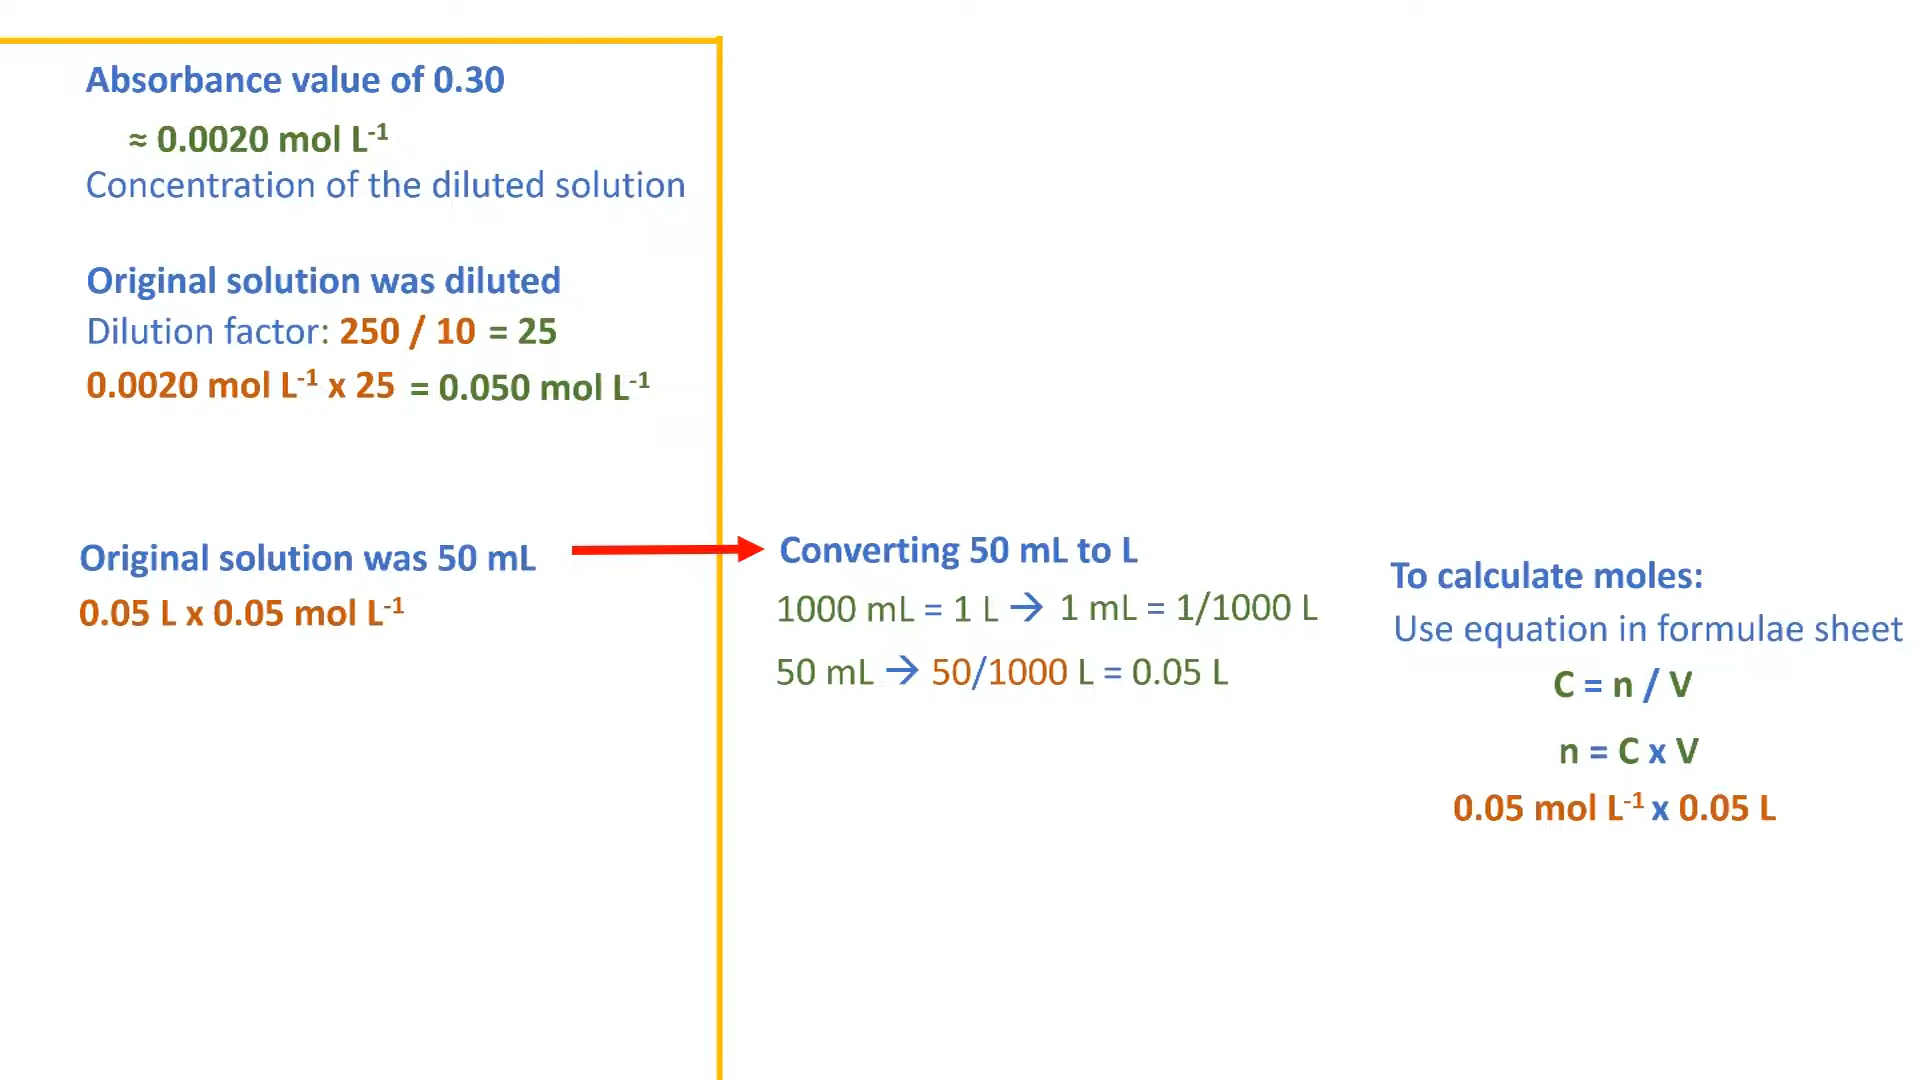 Absorbance value of 0.30
≈ 0.0020 mol L⁻¹
Concentration of the diluted solution
Original solution was diluted
Dilution factor: 250 / 10 = 25
0.0020 mol L⁻¹ x 25 = 0.050 mol L⁻¹
Original solution was 50 mL
0.05 L x 0.05 mol L⁻¹
Converting 50 mL to L
1000 mL = 1 L → 1 mL = 1/1000 L
50 mL → 50/1000 L = 0.05 L
To calculate moles:
Use equation in formulae sheet
C = n / V
n = C x V
0.05 mol L⁻¹ x 0.05 L